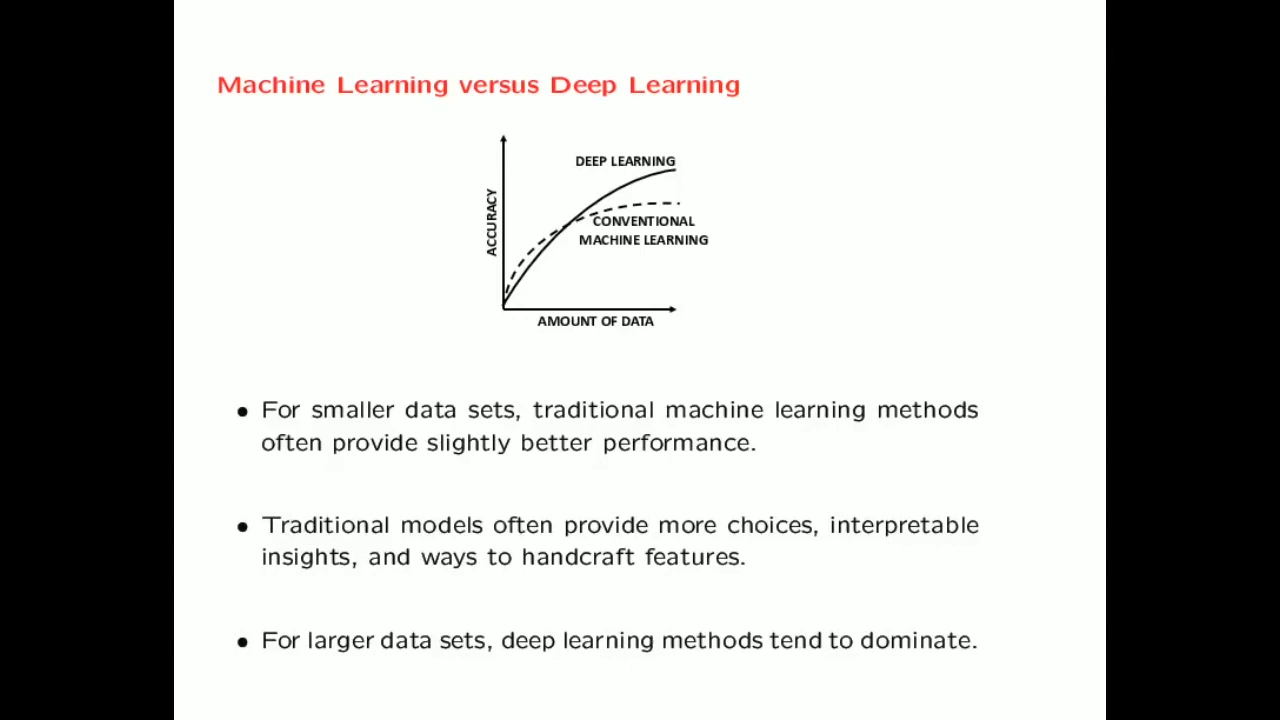 Machine Learning versus Deep Learning
DEEP LEARNING
ACCURACY
CONVENTIONAL
MACHINE LEARNING
AMOUNT OF DATA
• For smaller data sets, traditional machine learning methods
often provide slightly better performance.
• Traditional models often provide more choices, interpretable
insights, and ways to handcraft features.
• For larger data sets, deep learning methods tend to dominate.